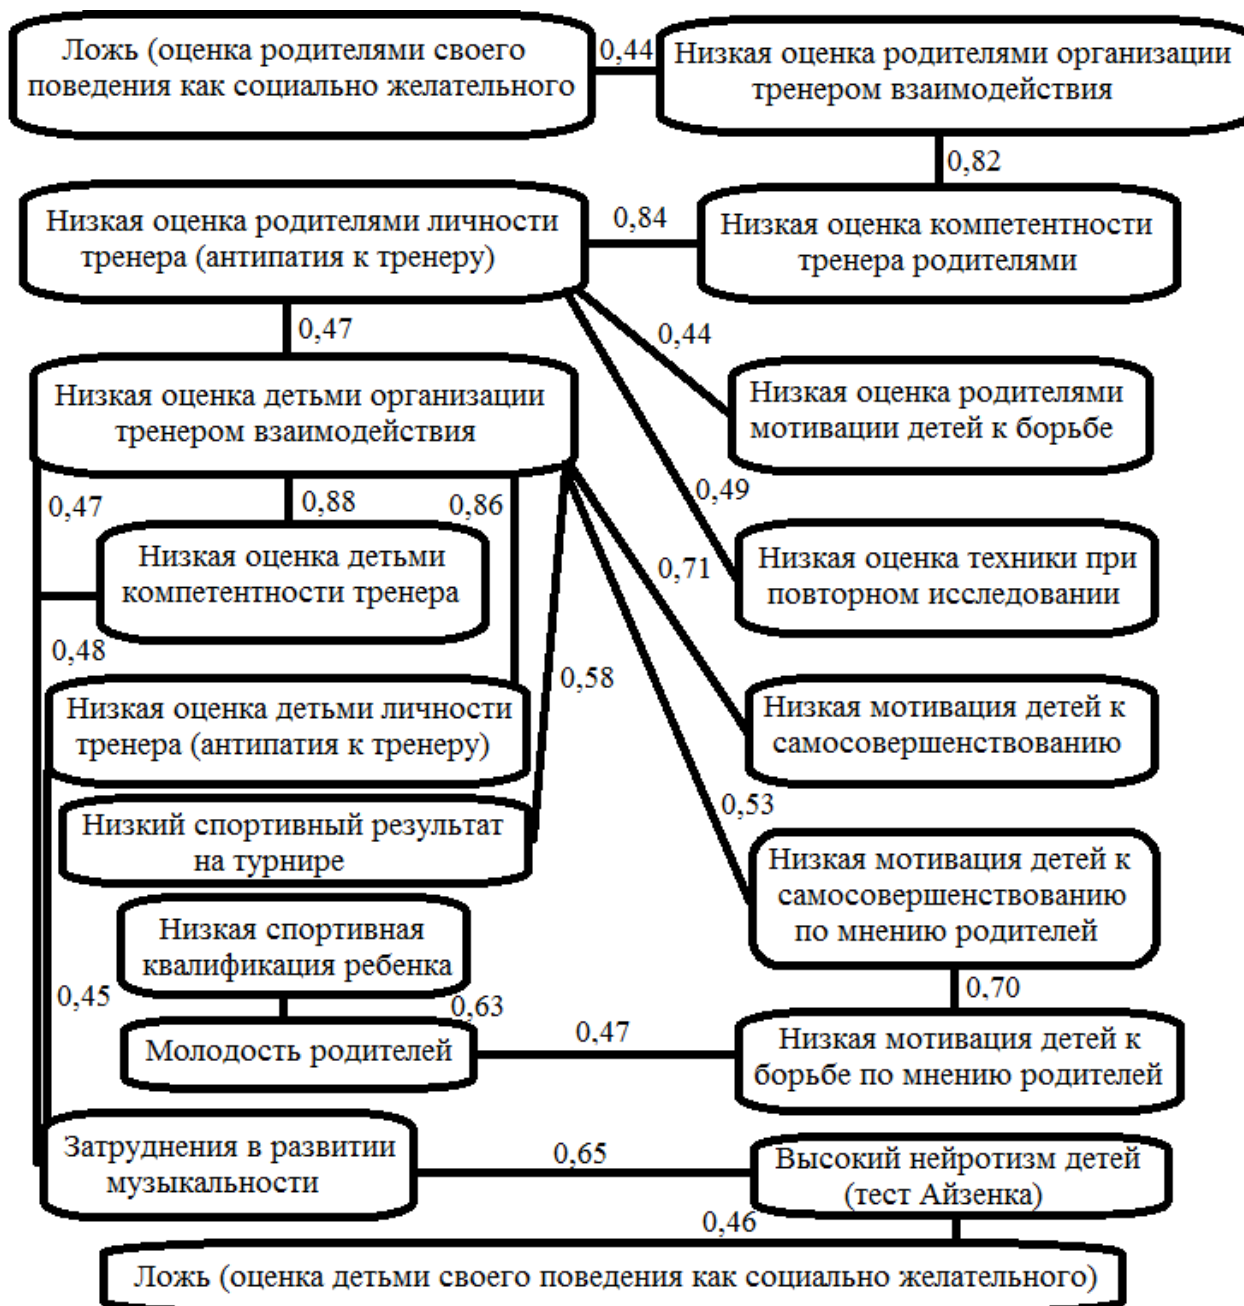 Ложь (оценка родителями своего
поведения как социально желательного
0,44
Низкая оценка родителями организации
тренером взаимодействия
0,82
Низкая оценка родителями личности
тренера (антипатия к тренеру)
0,84
Низкая оценка компетентности
тренера родителями
0,47
0,44
Низкая оценка детьми организации
тренером взаимодействия
Низкая оценка родителями
мотивации детей к борьбе
0,47
0,88
0,86
0,49
Низкая оценка детьми
компетентности тренера
0,71
Низкая оценка техники при
повторном исследовании
0,48
0,58
Низкая оценка детьми личности
тренера (антипатия к тренеру)
Низкая мотивация детей к
самосовершенствованию
0,53
Низкий спортивный результат
на турнире
Низкая мотивация детей к
самосовершенствованию
по мнению родителей
Низкая спортивная
квалификация ребенка
0,45
0,63
0,70
Молодость родителей
0,47
Низкая мотивация детей к
борьбе по мнению родителей
Затруднения в развитии
музыкальности
0,65
Высокий нейротизм детей
(тест Айзенка)
0,46
Ложь (оценка детьми своего поведения как социально желательного)